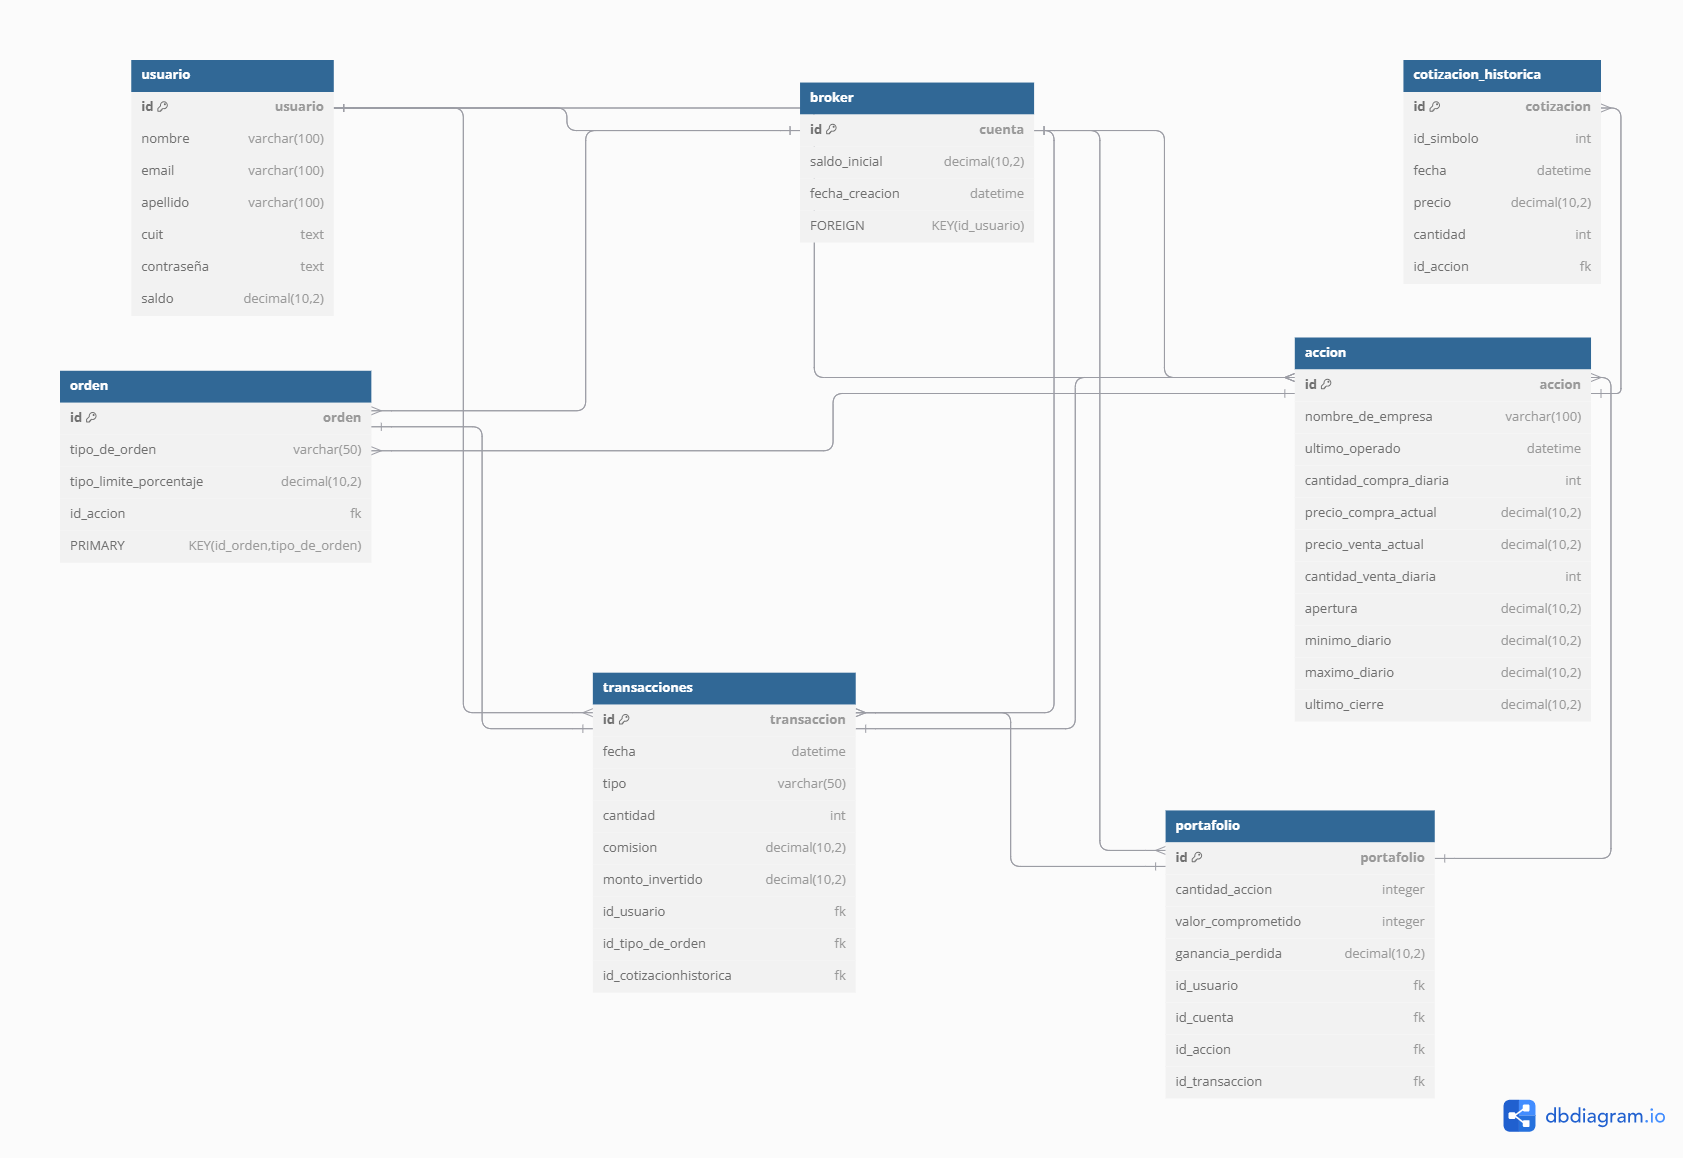 usuario
id usuario
nombre varchar(100)
email varchar(100)
apellido varchar(100)
cuit text
contraseña text
saldo decimal(10,2)
broker
id cuenta
saldo_inicial decimal(10,2)
fecha_creacion datetime
FOREIGN KEY(id_usuario)
cotizacion_historica
id cotizacion
id_simbolo int
fecha datetime
precio decimal(10,2)
cantidad int
id_accion fk
orden
id orden
tipo_de_orden varchar(50)
tipo_limite_porcentaje decimal(10,2)
id_accion fk
PRIMARY KEY(id_orden,tipo_de_orden)
accion
id accion
nombre_de_empresa varchar(100)
ultimo_operado datetime
cantidad_compra_diaria int
precio_compra_actual decimal(10,2)
precio_venta_actual decimal(10,2)
cantidad_venta_diaria int
apertura decimal(10,2)
minimo_diario decimal(10,2)
maximo_diario decimal(10,2)
ultimo_cierre decimal(10,2)
transacciones
id transaccion
fecha datetime
tipo varchar(50)
cantidad int
comision decimal(10,2)
monto_invertido decimal(10,2)
id_usuario fk
id_tipo_de_orden fk
id_cotizacionhistorica fk
portafolio
id portafolio
cantidad_accion integer
valor_comprometido integer
ganancia_perdida decimal(10,2)
id_usuario fk
id_cuenta fk
id_accion fk
id_transaccion fk
dbdiagram.io